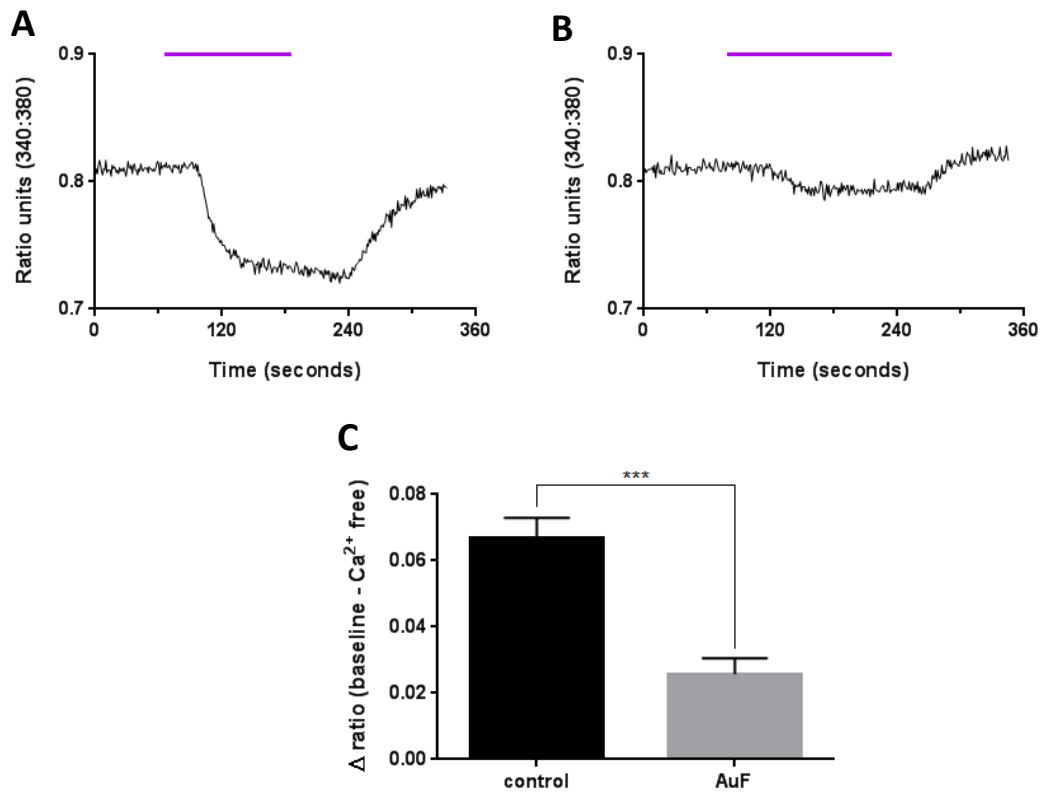 A
B
0.9
0.8
0.7
Ratio units (340:380)
0
120
240
360
Time (seconds)
0.9
0.8
0.7
Ratio units (340:380)
0
120
240
360
Time (seconds)
C
***
0.08
0.06
0.04
0.02
0.00
Δ ratio (baseline - Ca²⁺ free)
control
AuF